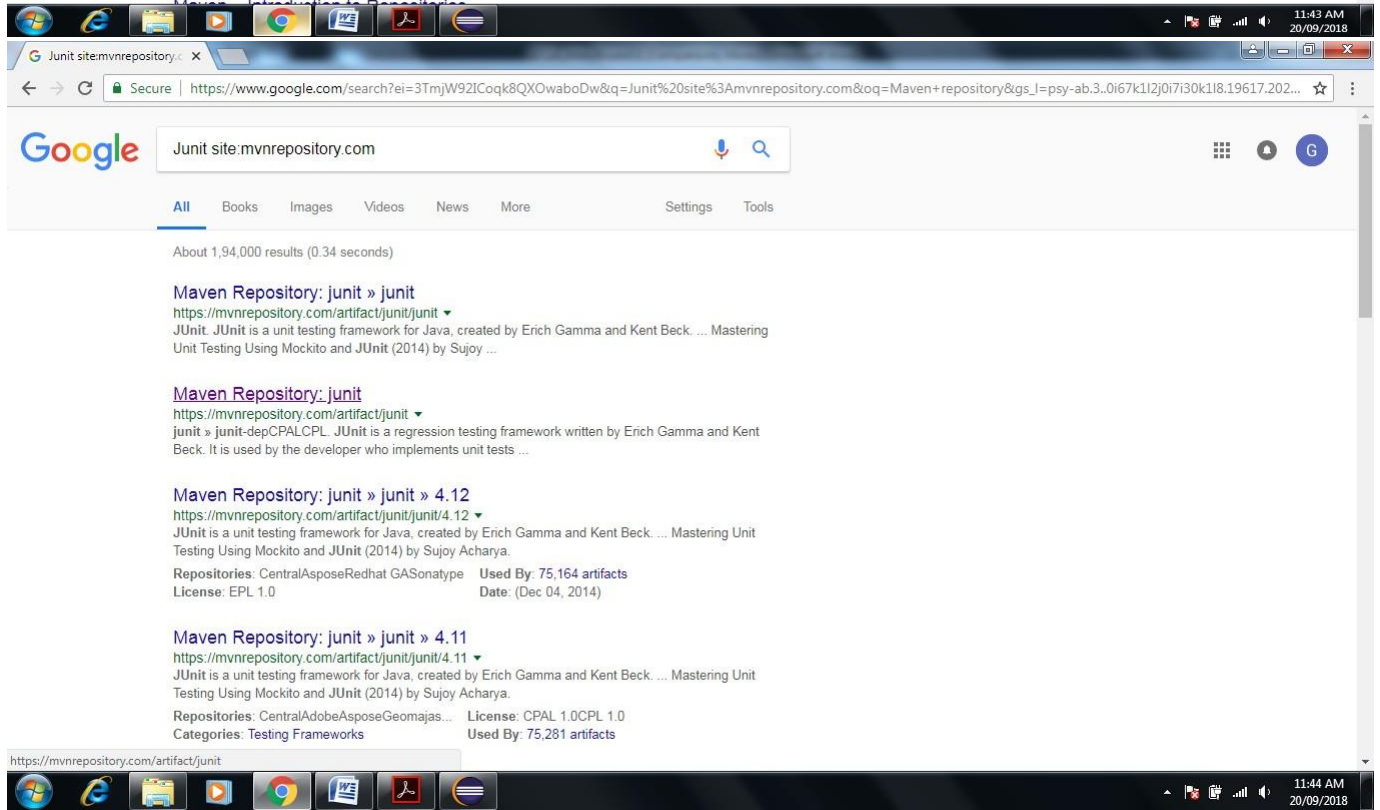 Maven – Introduction to Repositories
11:43 AM
20/09/2018
G Junit site:mvnrepository.c
Secure | https://www.google.com/search?ei=3TmjW92ICoqk8QXOwaboDw&q=Junit%20site%3Amvnrepository.com&oq=Maven+repository&gs_l=psy-ab.3..0i67k1l2j0i7i30k1l8.19617.202...
Google
Junit site:mvnrepository.com
G
All Books Images Videos News More Settings Tools
About 1,94,000 results (0.34 seconds)
Maven Repository: junit » junit
https://mvnrepository.com/artifact/junit/junit
JUnit. JUnit is a unit testing framework for Java, created by Erich Gamma and Kent Beck. ... Mastering
Unit Testing Using Mockito and JUnit (2014) by Sujoy ...
Maven Repository: junit
https://mvnrepository.com/artifact/junit
junit » junit-depCPALCPL. JUnit is a regression testing framework written by Erich Gamma and Kent
Beck. It is used by the developer who implements unit tests ...
Maven Repository: junit » junit » 4.12
https://mvnrepository.com/artifact/junit/junit/4.12
JUnit is a unit testing framework for Java, created by Erich Gamma and Kent Beck. ... Mastering Unit
Testing Using Mockito and JUnit (2014) by Sujoy Acharya.
Repositories: CentralAsposeRedhat GASonatype Used By: 75,164 artifacts
License: EPL 1.0 Date: (Dec 04, 2014)
Maven Repository: junit » junit » 4.11
https://mvnrepository.com/artifact/junit/junit/4.11
JUnit is a unit testing framework for Java, created by Erich Gamma and Kent Beck. ... Mastering Unit
Testing Using Mockito and JUnit (2014) by Sujoy Acharya.
Repositories: CentralAdobeAsposeGeomajas... License: CPAL 1.0CPL 1.0
Categories: Testing Frameworks Used By: 75,281 artifacts
https://mvnrepository.com/artifact/junit
11:44 AM
20/09/2018